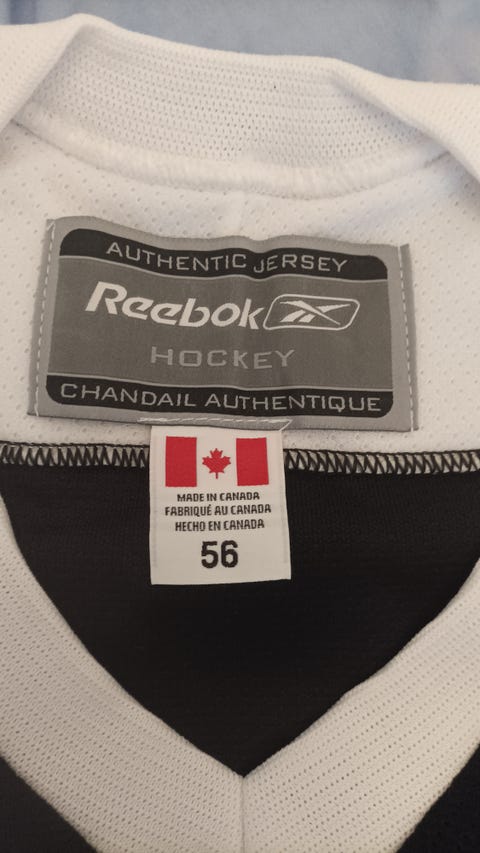 AUTHENTIC JERSEY
Reebok
HOCKEY
CHANDAIL AUTHENTIQUE
MADE IN CANADA
FABRIQUÉ AU CANADA
HECHO EN CANADA
56